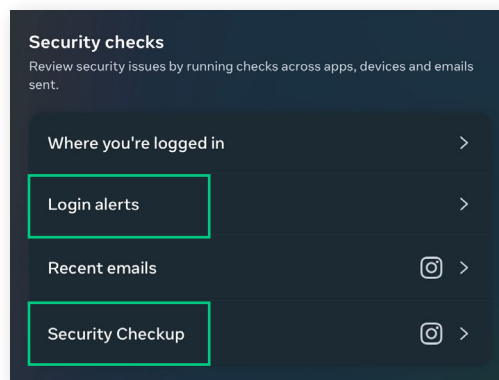 Security checks
Review security issues by running checks across apps, devices and emails
sent.
Where you're logged in
Login alerts
Recent emails
Security Checkup